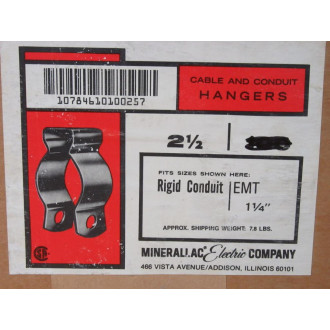 CABLE AND CONDUIT
HANGERS
10784610100257
2½
FITS SIZES SHOWN HERE:
Rigid Conduit EMT
1¼"
APPROX. SHIPPING WEIGHT: 7.8 LBS.
MINERALLAC Electric COMPANY
466 VISTA AVENUE/ADDISON, ILLINOIS 60101